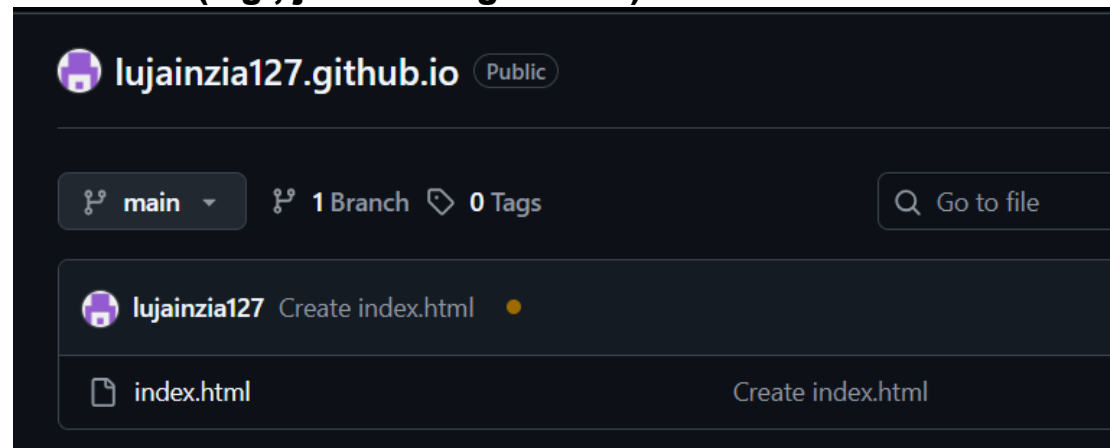 lujainzia127.github.io Public
main 1 Branch 0 Tags Go to file
lujainzia127 Create index.html
index.html Create index.html